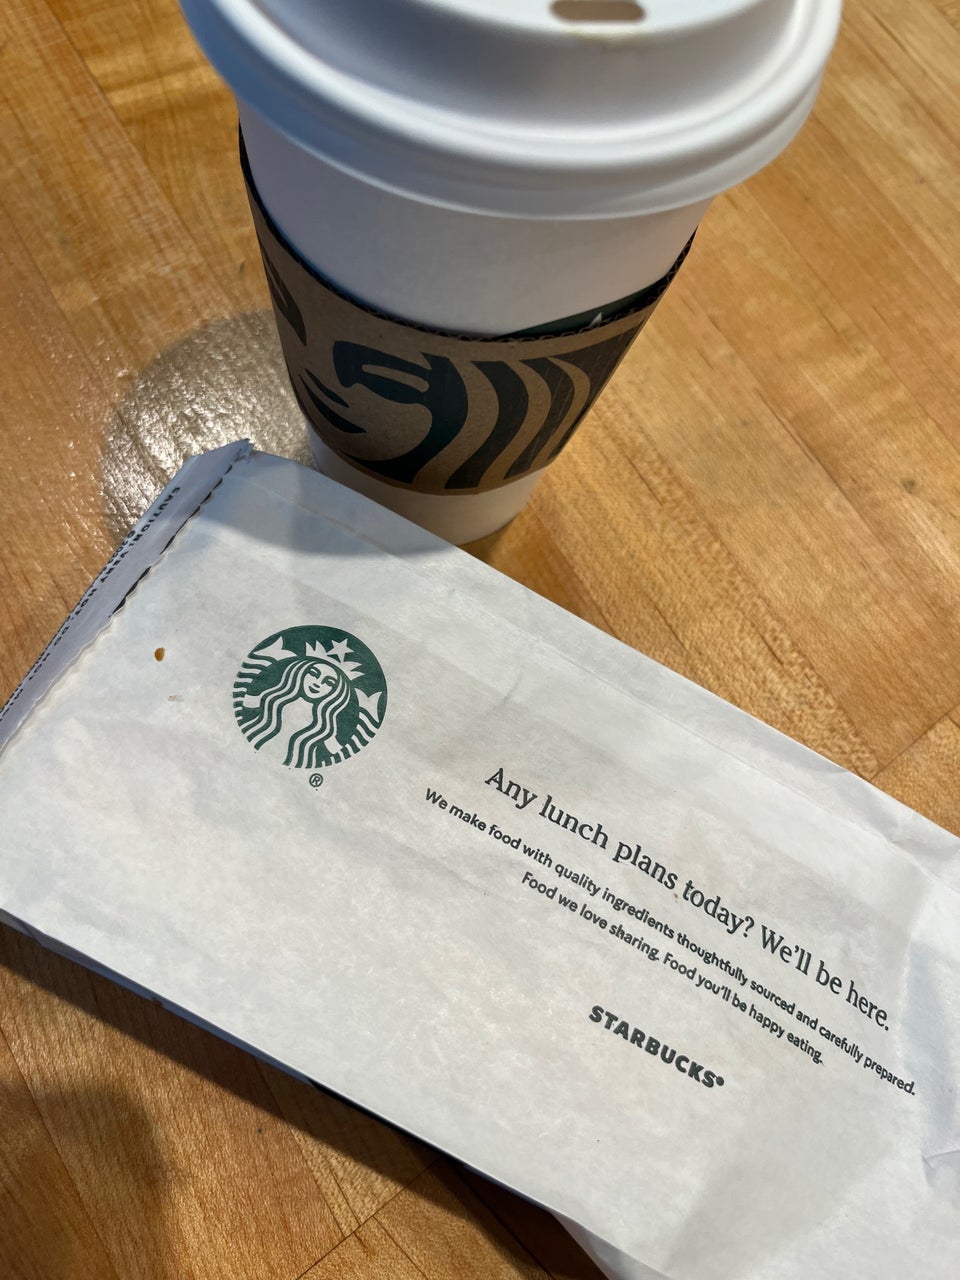 Any lunch plans today? We'll be here.
We make food with quality ingredients thoughtfully sourced and carefully prepared.
Food we love sharing. Food you'll be happy eating.
STARBUCKS®
®